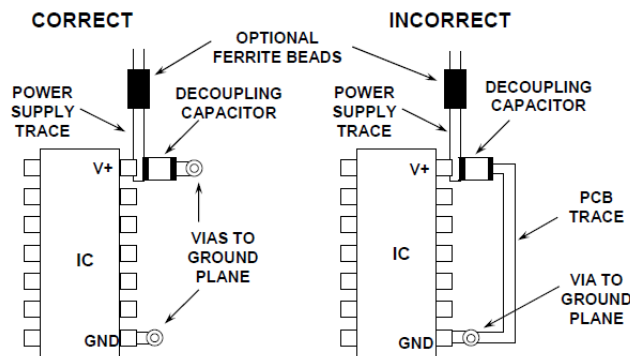 CORRECT
INCORRECT
OPTIONAL
FERRITE BEADS
POWER
SUPPLY
TRACE
DECOUPLING
CAPACITOR
POWER
SUPPLY
TRACE
DECOUPLING
CAPACITOR
V+
V+
PCB
TRACE
VIAS TO
GROUND
PLANE
IC
IC
VIA TO
GROUND
PLANE
GND
GND